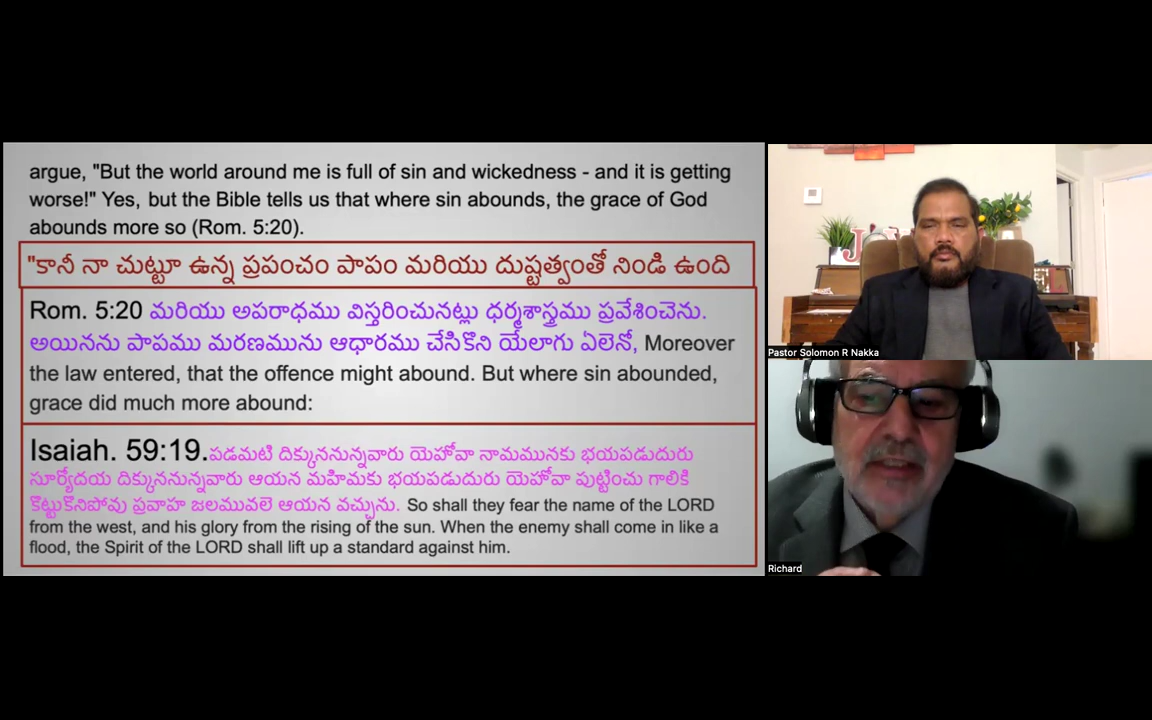 argue, "But the world around me is full of sin and wickedness - and it is getting
worse!" Yes, but the Bible tells us that where sin abounds, the grace of God
abounds more so (Rom. 5:20).
"కానీ నా చుట్టూ ఉన్న ప్రపంచం పాపం మరియు దుష్టత్వంతో నిండి ఉంది
Rom. 5:20 మరియు అపరాధము విస్తరించునట్లు ధర్మశాస్త్రము ప్రవేశించెను.
అయినను పాపము మరణమును ఆధారము చేసికొని యేలాగు ఏలెనో, Moreover
the law entered, that the offence might abound. But where sin abounded,
grace did much more abound:
Isaiah. 59:19.పడమటి దిక్కుననున్నవారు యెహోవా నామమునకు భయపడుదురు
సూర్యోదయ దిక్కుననున్నవారు ఆయన మహిమకు భయపడుదురు యెహోవా పుట్టించు గాలికి
కొట్టుకొనిపోవు ప్రవాహ జలమువలె ఆయన వచ్చును. So shall they fear the name of the LORD
from the west, and his glory from the rising of the sun. When the enemy shall come in like a
flood, the Spirit of the LORD shall lift up a standard against him.
Pastor Solomon R Nakka
Richard